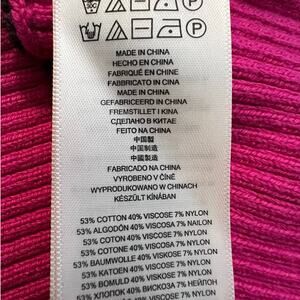 MADE IN CHINA
HECHO EN CHINA
FABRIQUÉ EN CHINE
FABBRICATO IN CINA
MADE IN CHINA
GEFABRICEERD IN CHINA
FREMSTILLET I KINA
СДЕЛАНО В КИТАЕ
FEITO NA CHINA
中国製
中国制造
中國製造
FABRICADO NA CHINA
VYROBENO V ČÍNĚ
WYPRODUKOWANO W CHINACH
KÉSZÜLT KÍNÁBAN
53% COTTON 40% VISCOSE 7% NYLON
53% ALGODÓN 40% VISCOSA 7% NAILON
53% COTON 40% VISCOSE 7% NYLON
53% COTONE 40% VISCOSA 7% NYLON
53% BAUMWOLLE 40% VISKOSE 7% NYLON
53% KATOEN 40% VISCOSE 7% NYLON
53% BOMULD 40% VISKOSE 7% NYLON
53% ХЛОПОК 40% ВИСКОЗА 7% НЕЙЛОН